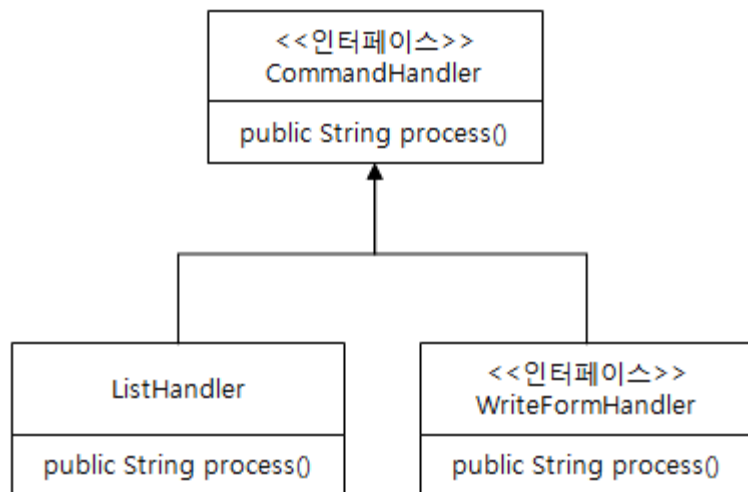 <<인터페이스>>
CommandHandler
public String process()
ListHandler
public String process()
<<인터페이스>>
WriteFormHandler
public String process()